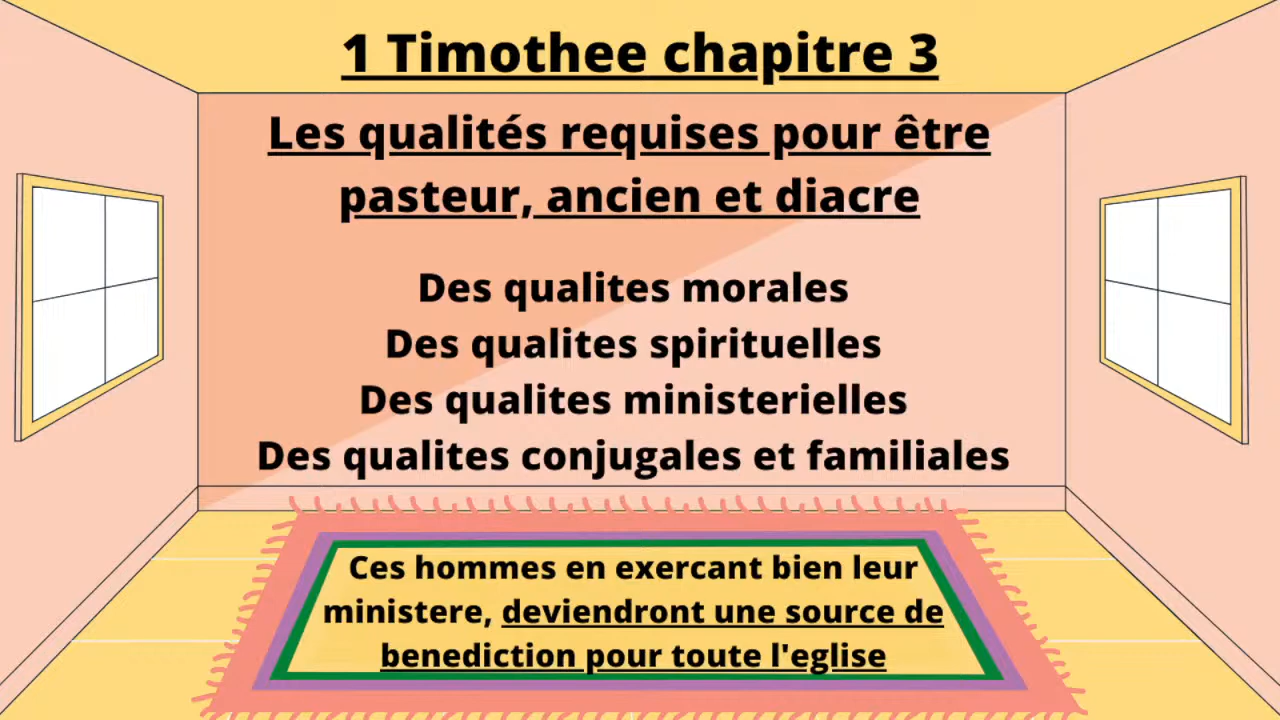 1 Timothee chapitre 3
Les qualités requises pour être
pasteur, ancien et diacre
Des qualites morales
Des qualites spirituelles
Des qualites ministerielles
Des qualites conjugales et familiales
Ces hommes en exercant bien leur
ministere, deviendront une source de
benediction pour toute l'eglise